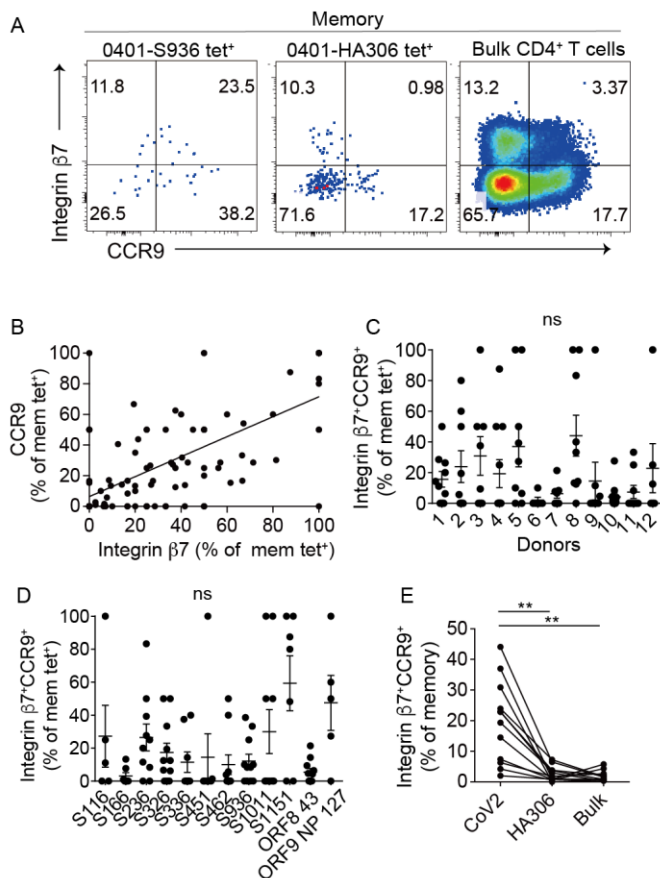 A
Memory
0401-S936 tet+
0401-HA306 tet+
Bulk CD4+ T cells
Integrin β7
11.8
23.5
26.5
38.2
10.3
0.98
71.6
17.2
13.2
3.37
65.7
17.7
CCR9
B
CCR9
(% of mem tet+)
100
80
60
40
20
0
0
20
40
60
80
100
Integrin β7 (% of mem tet+)
C
ns
Integrin β7+CCR9+
(% of mem tet+)
100
80
60
40
20
0
1
2
3
4
5
6
7
8
9
10
11
12
Donors
D
ns
Integrin β7+CCR9+
(% of mem tet+)
100
80
60
40
20
0
S116
S166
S236
S326
S336
S451
S462
S936
S1011
S1151
ORF8 43
ORF9 NP 127
E
**
**
Integrin β7+CCR9+
(% of memory)
50
40
30
20
10
0
CoV2
HA306
Bulk